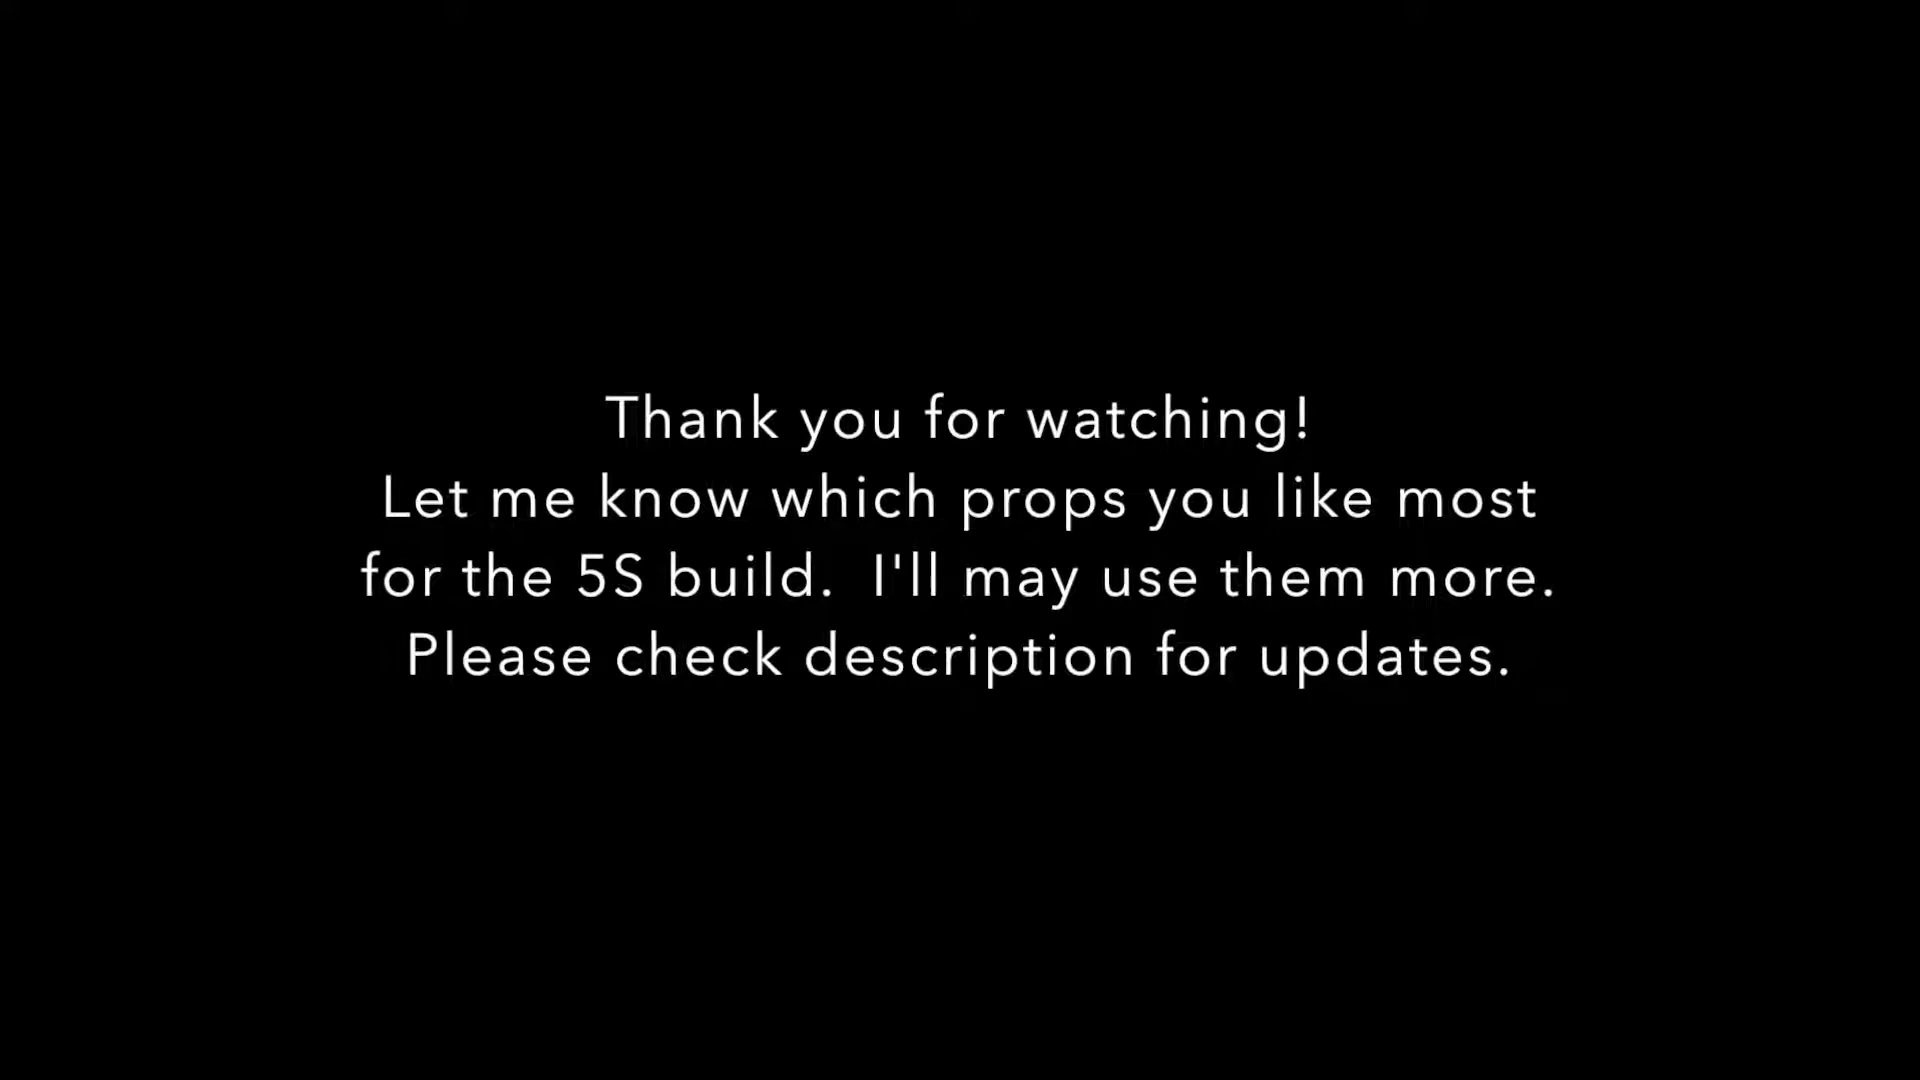 Thank you for watching!
Let me know which props you like most
for the 5S build.  I'll may use them more.
Please check description for updates.